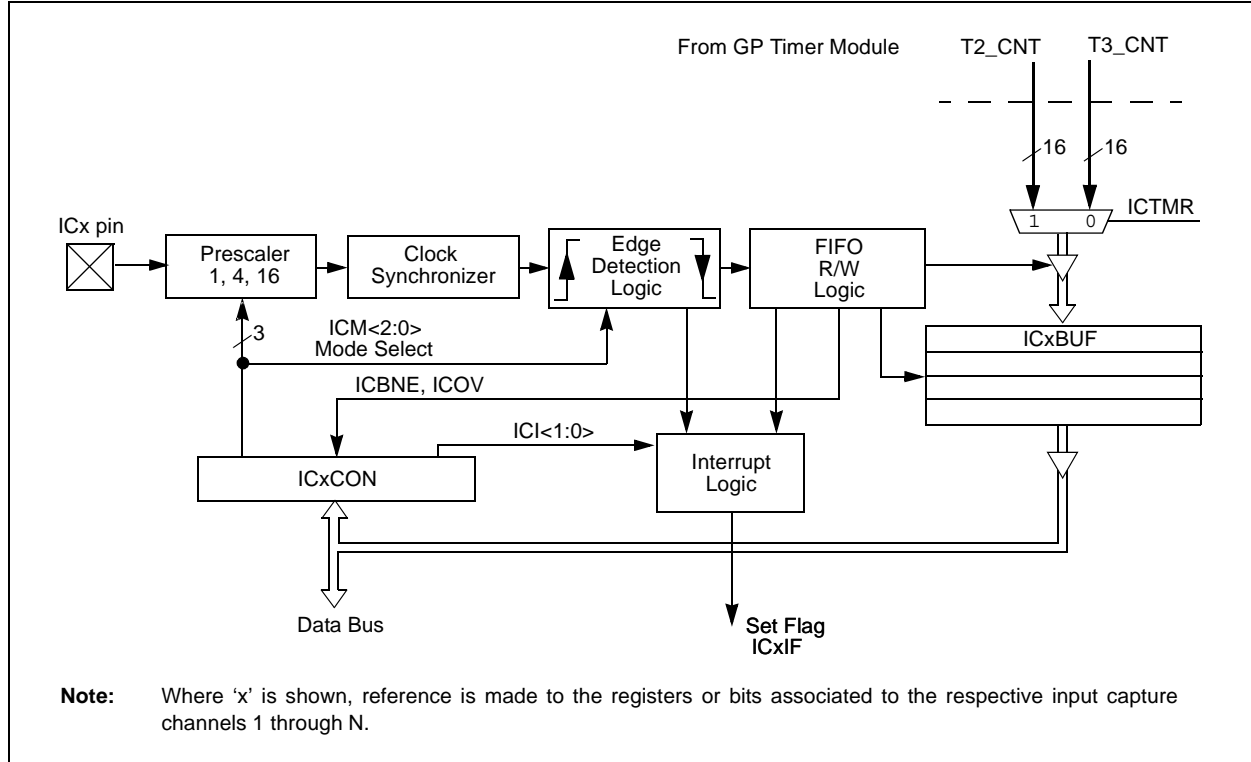 From GP Timer Module
T2_CNT
T3_CNT
16
16
ICx pin
1 0
ICTMR
Prescaler
1, 4, 16
Clock
Synchronizer
Edge
Detection
Logic
FIFO
R/W
Logic
3
ICM<2:0>
Mode Select
ICxBUF
ICBNE, ICOV
ICI<1:0>
ICxCON
Interrupt
Logic
Data Bus
Set Flag
ICxIF
Note: Where ‘x’ is shown, reference is made to the registers or bits associated to the respective input capture
channels 1 through N.